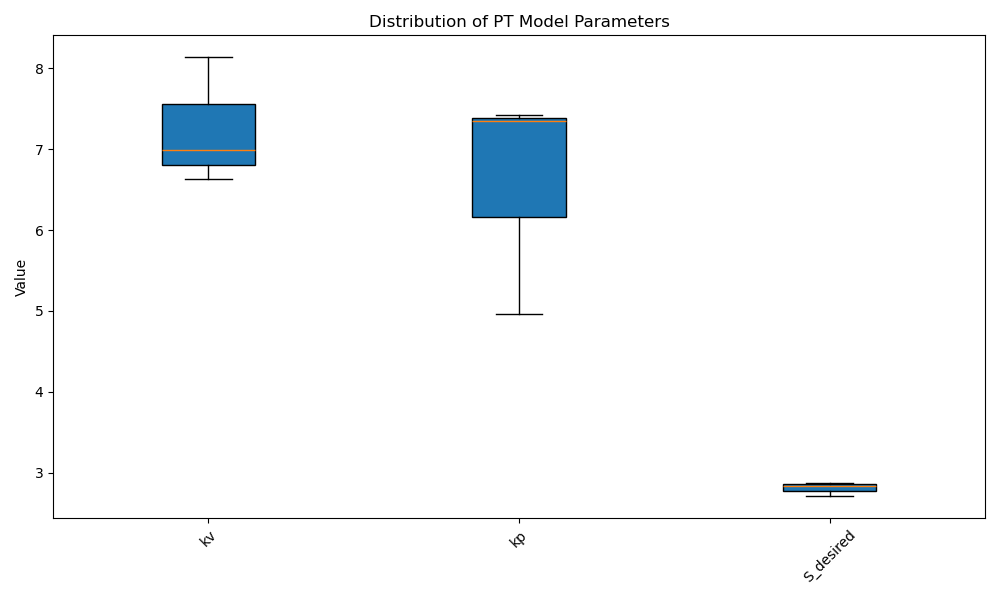 Distribution of PT Model Parameters
Value
8
7
6
5
4
3
kv
kp
S_desired